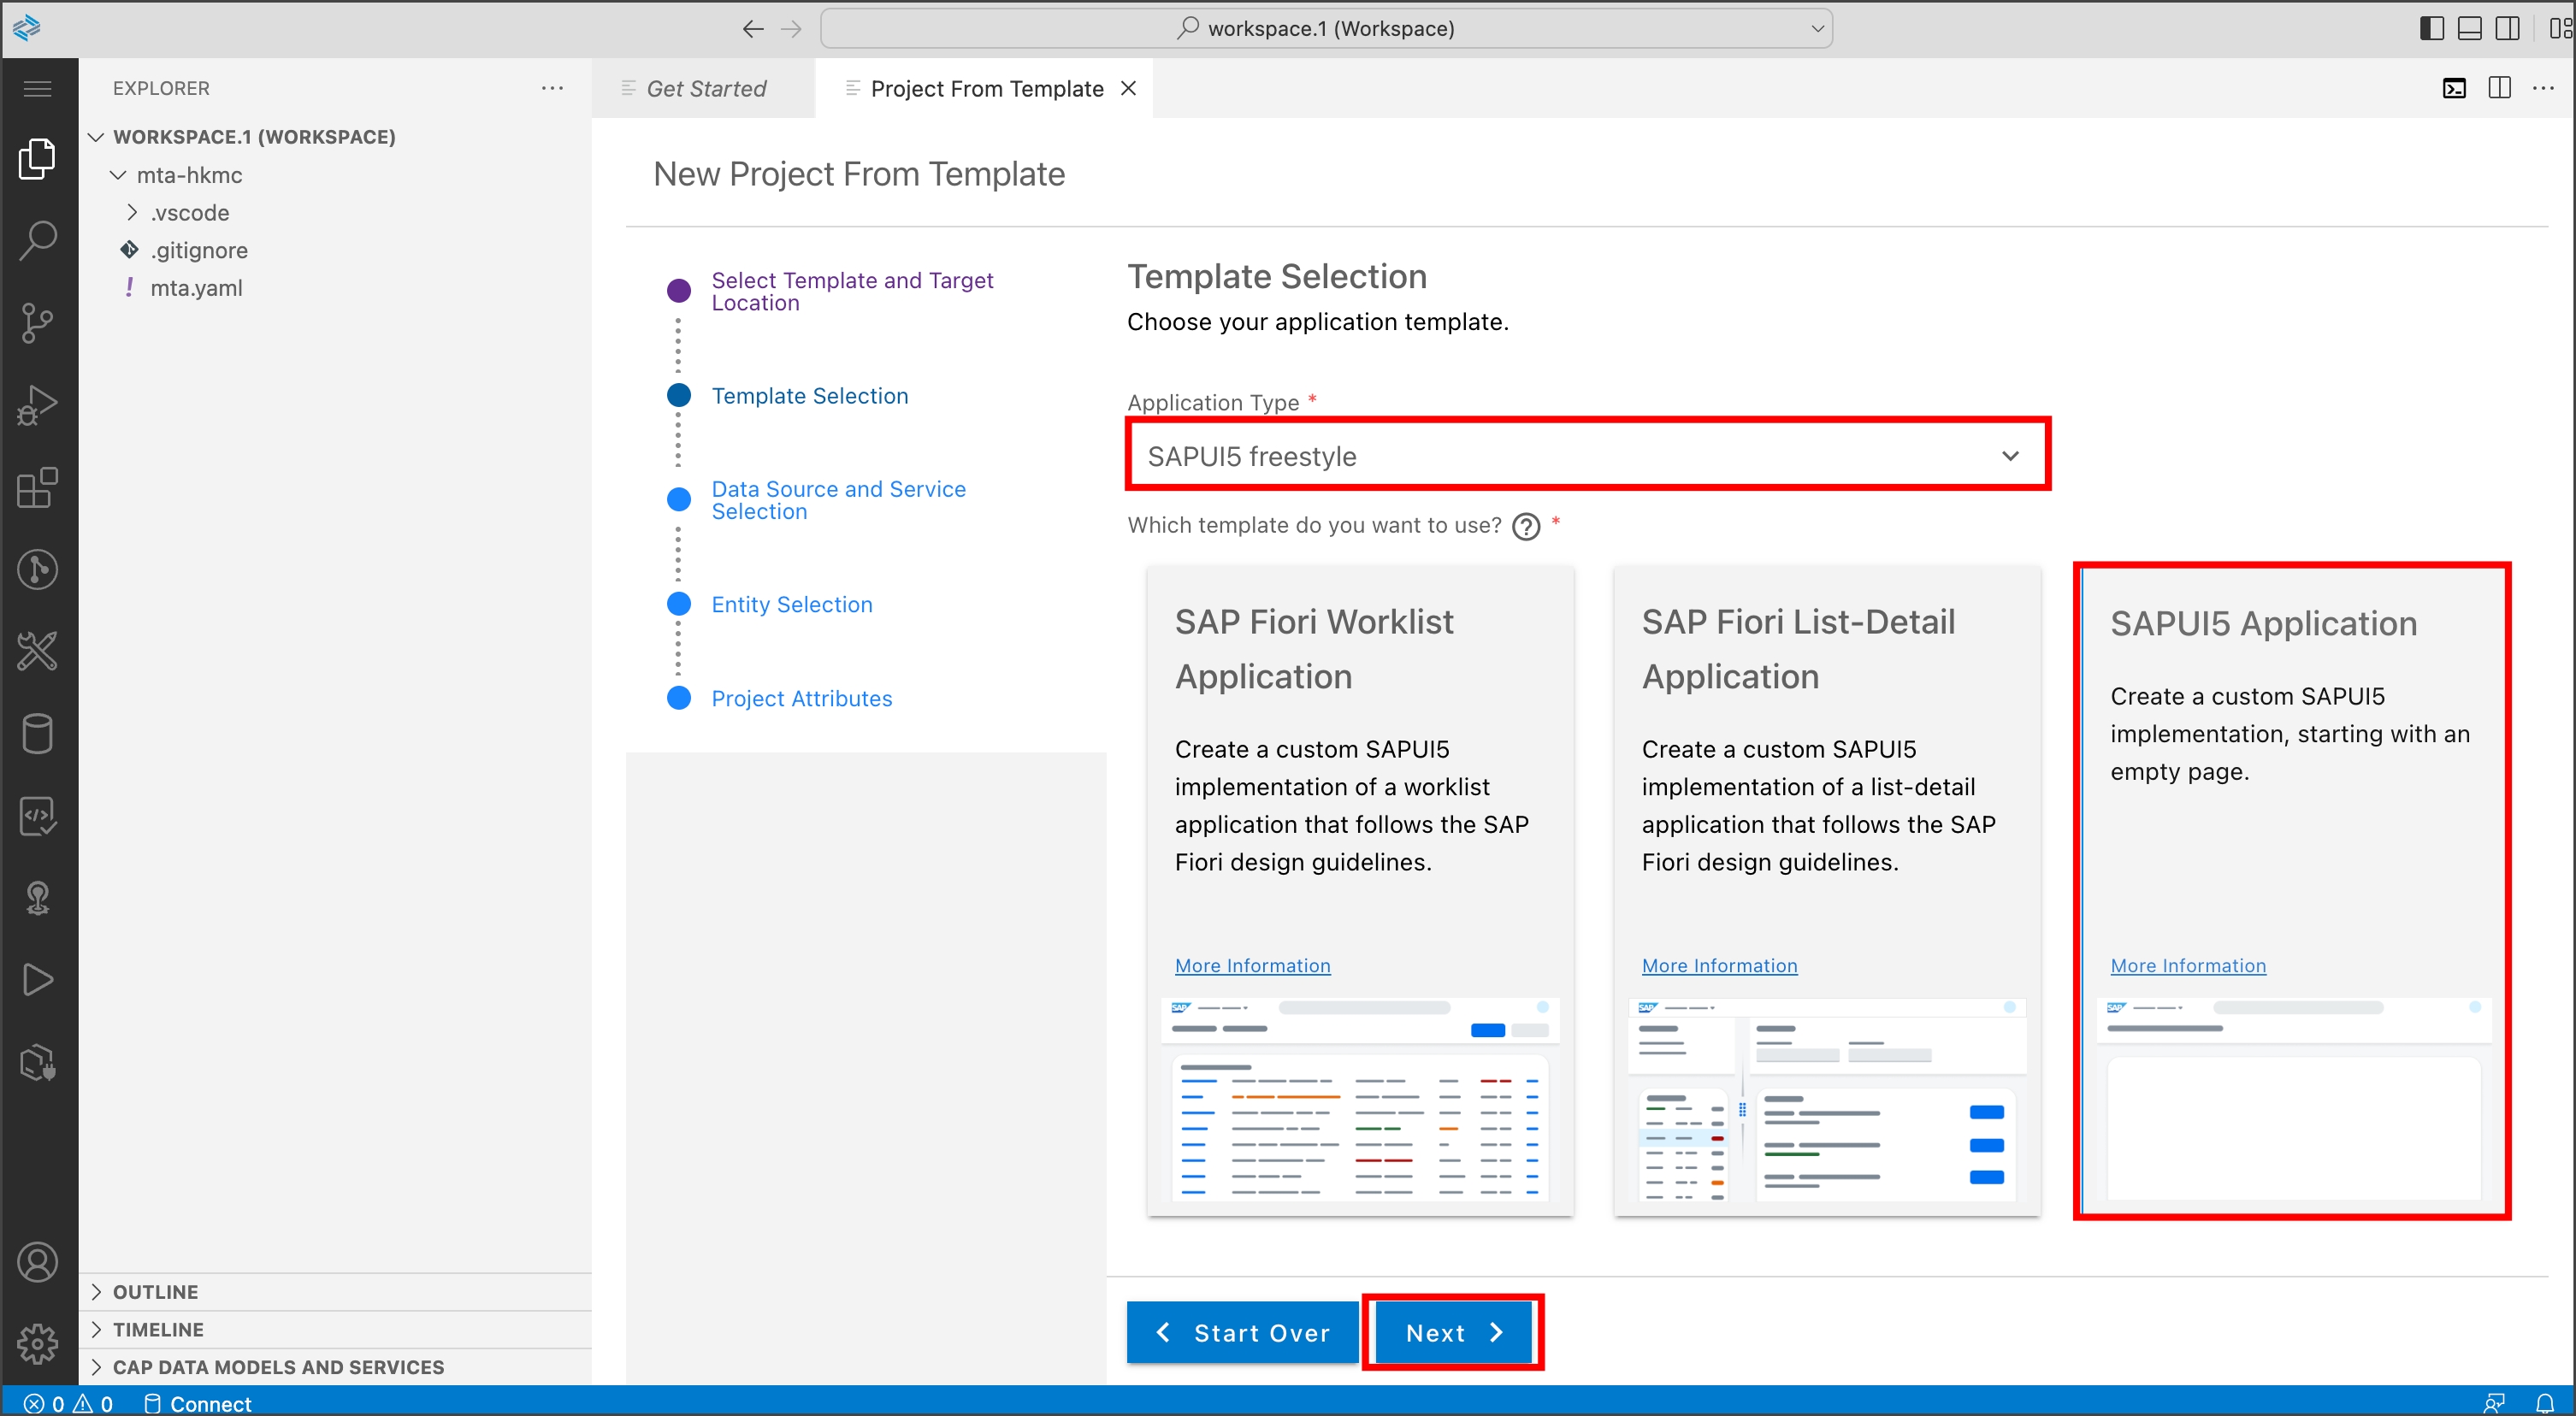 workspace.1 (Workspace)
EXPLORER
Get Started
Project From Template
WORKSPACE.1 (WORKSPACE)
mta-hkmc
.vscode
.gitignore
! mta.yaml
New Project From Template
Select Template and Target
Location
Template Selection
Data Source and Service
Selection
Entity Selection
Project Attributes
Template Selection
Choose your application template.
Application Type *
SAPUI5 freestyle
Which template do you want to use? ? *
SAP Fiori Worklist
Application
Create a custom SAPUI5
implementation of a worklist
application that follows the SAP
Fiori design guidelines.
More Information
SAP
SAP Fiori List-Detail
Application
Create a custom SAPUI5
implementation of a list-detail
application that follows the SAP
Fiori design guidelines.
More Information
SAP
SAPUI5 Application
Create a custom SAPUI5
implementation, starting with an
empty page.
More Information
SAP
OUTLINE
TIMELINE
CAP DATA MODELS AND SERVICES
Start Over
Next
0 0 Connect